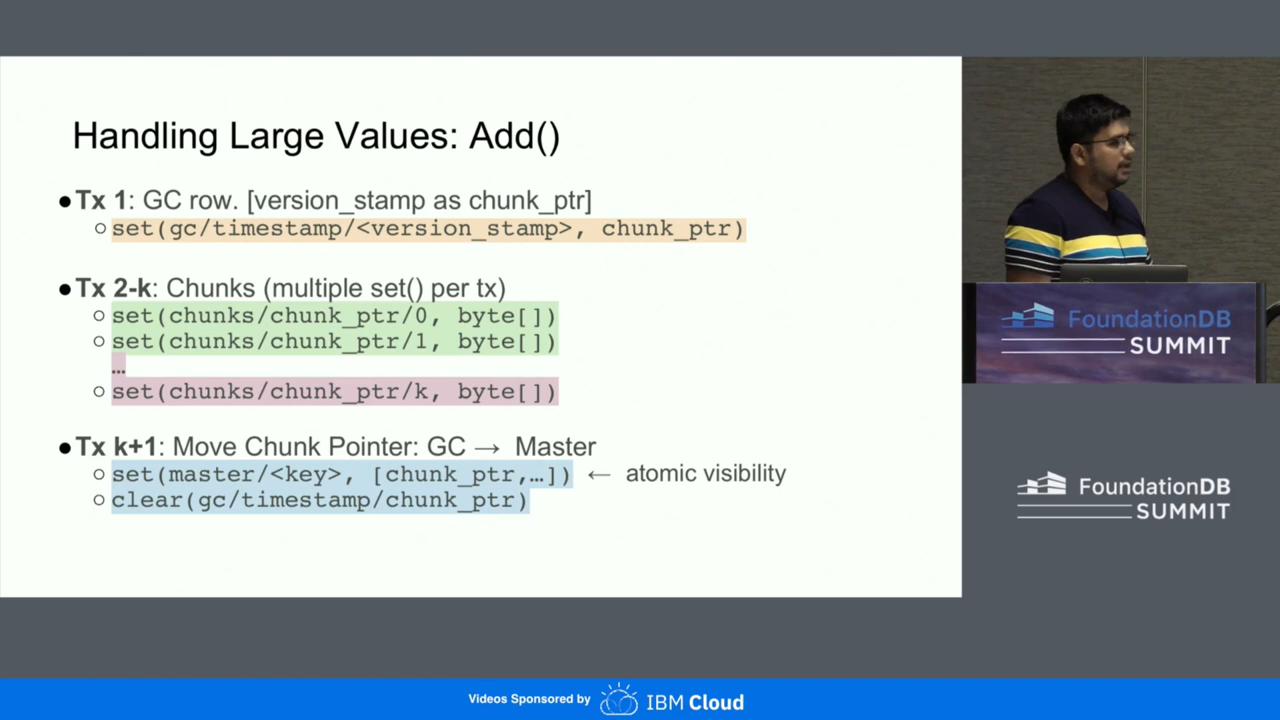 Handling Large Values: Add()
●Tx 1: GC row. [version_stamp as chunk_ptr]
○ set(gc/timestamp/<version_stamp>, chunk_ptr)
●Tx 2-k: Chunks (multiple set() per tx)
○ set(chunks/chunk_ptr/0, byte[])
○ set(chunks/chunk_ptr/1, byte[])
…
○ set(chunks/chunk_ptr/k, byte[])
●Tx k+1: Move Chunk Pointer: GC → Master
○ set(master/<key>, [chunk_ptr,…]) ← atomic visibility
○ clear(gc/timestamp/chunk_ptr)
FoundationDB
SUMMIT
FoundationDB
SUMMIT
Videos Sponsored by IBM Cloud